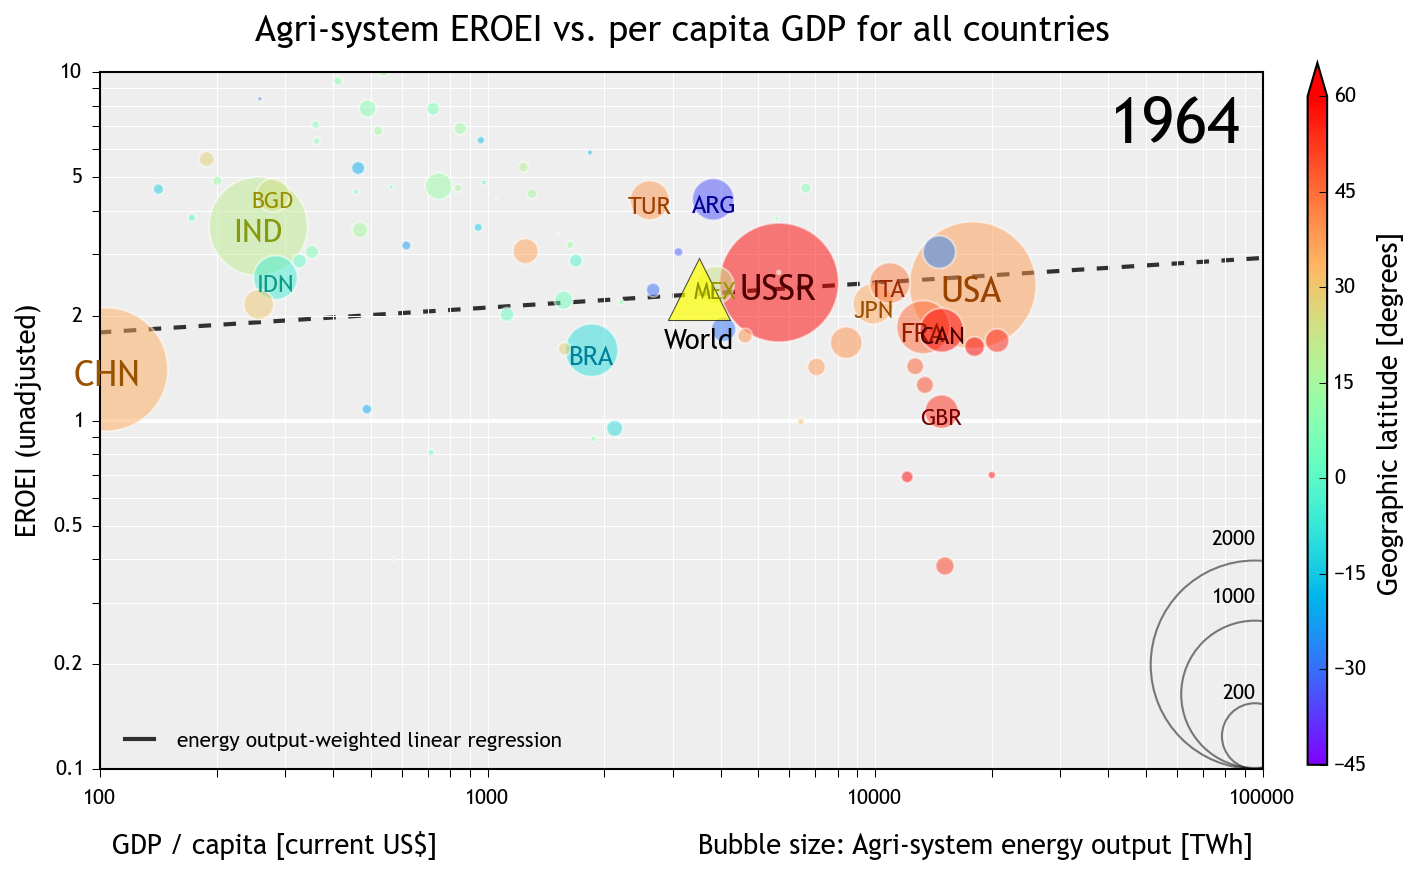 Agri-system EROEI vs. per capita GDP for all countries
1964
10
5
2
1
0.5
0.2
0.1
EROEI (unadjusted)
BGD
IND
IDN
CHN
TUR
ARG
MEX
USSR
World
BRA
ITA
USA
JPN
FRA
CAN
GBR
2000
1000
200
energy output-weighted linear regression
100
1000
10000
100000
GDP / capita [current US$]
Bubble size: Agri-system energy output [TWh]
60
45
30
15
0
−15
−30
−45
Geographic latitude [degrees]